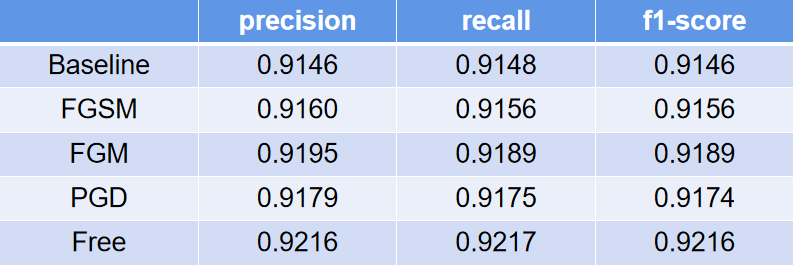 precision recall f1-score
Baseline 0.9146 0.9148 0.9146
FGSM 0.9160 0.9156 0.9156
FGM 0.9195 0.9189 0.9189
PGD 0.9179 0.9175 0.9174
Free 0.9216 0.9217 0.9216